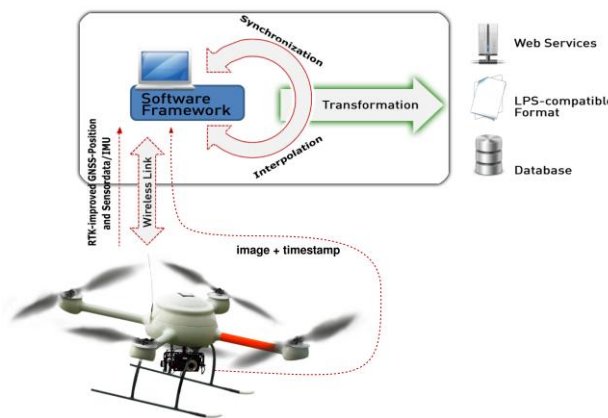 Synchronization
Software
Framework
Transformation
Interpolation
Web Services
LPS-compatible
Format
Database
RTK-improved GNSS-Position
and Sensordata/IMU
Wireless Link
image + timestamp